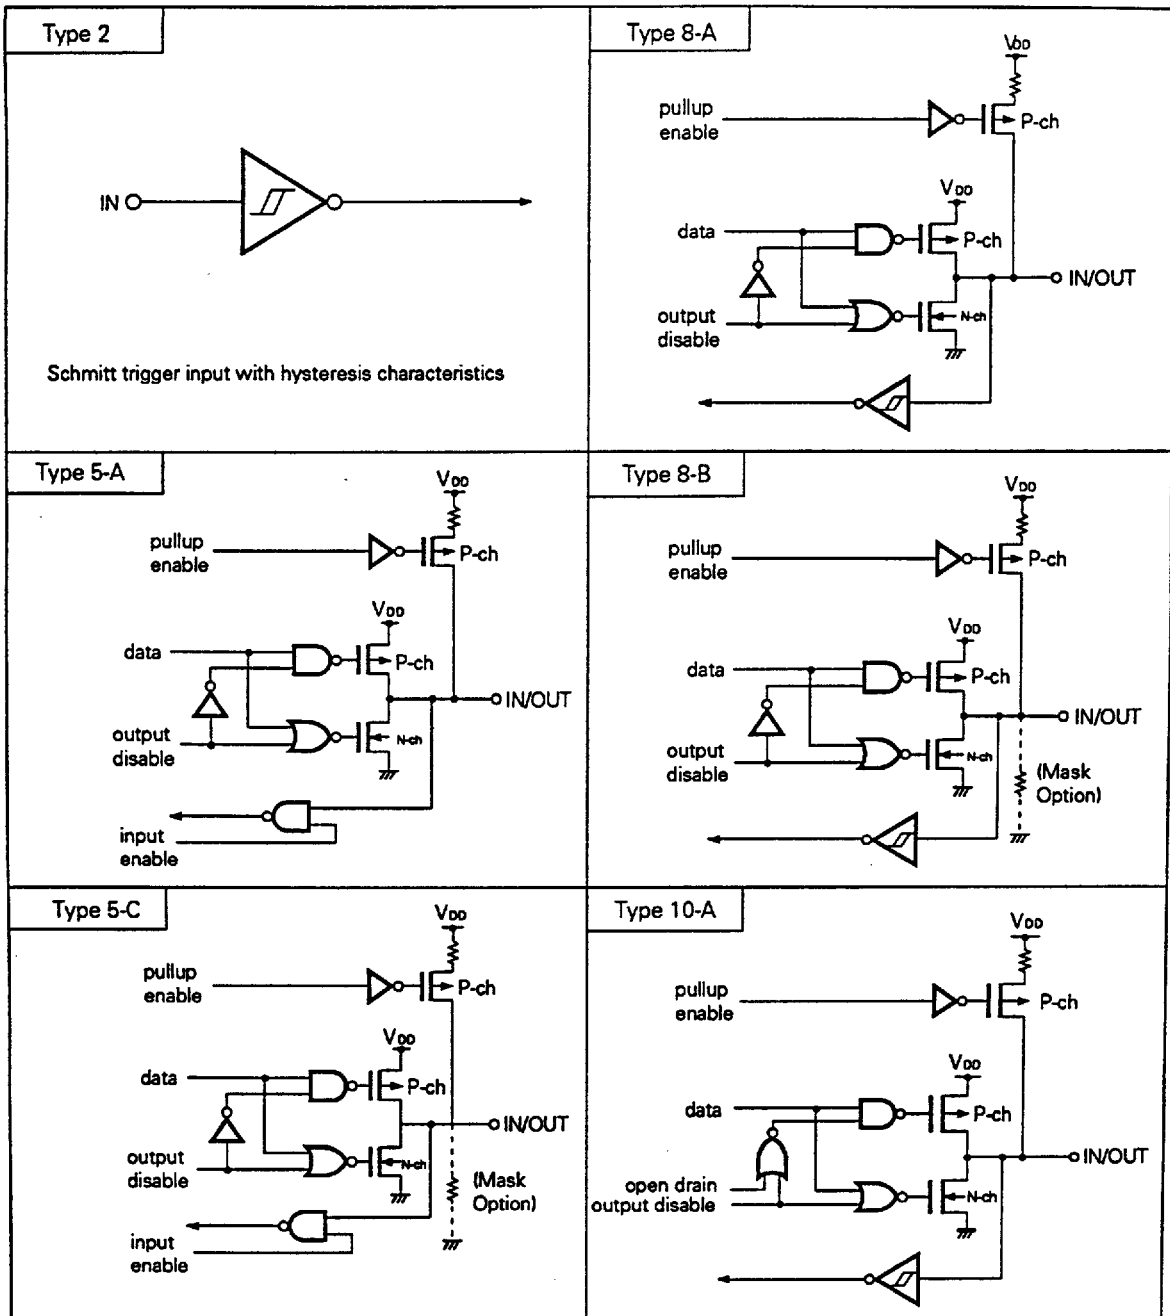 Type 2
IN
Schmitt trigger input with hysteresis characteristics
Type 8-A
VDD
pullup
enable
P-ch
VDD
data
P-ch
IN/OUT
output
disable
N-ch
Type 5-A
VDD
pullup
enable
P-ch
VDD
data
P-ch
IN/OUT
output
disable
N-ch
input
enable
Type 8-B
VDD
pullup
enable
P-ch
VDD
data
P-ch
IN/OUT
output
disable
N-ch
(Mask
Option)
Type 5-C
VDD
pullup
enable
P-ch
VDD
data
P-ch
IN/OUT
output
disable
N-ch
(Mask
Option)
input
enable
Type 10-A
VDD
pullup
enable
P-ch
VDD
data
P-ch
IN/OUT
open drain
output disable
N-ch